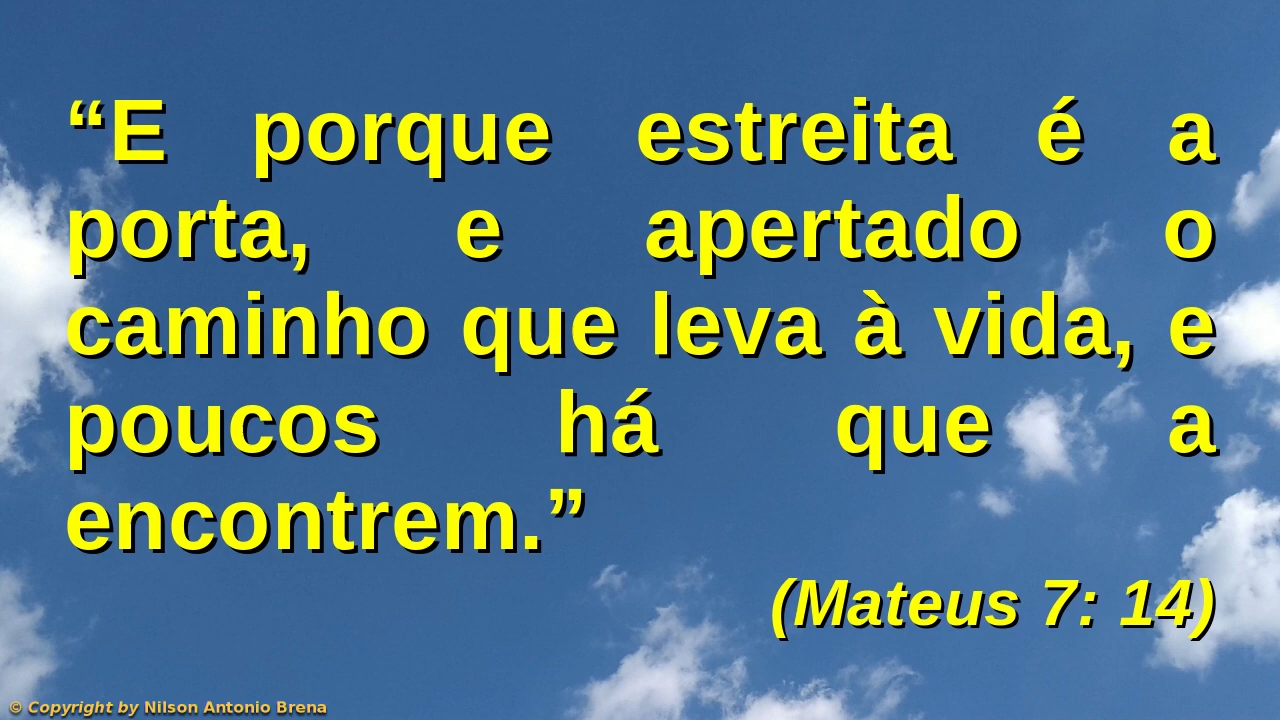 “E porque estreita é a
porta, e apertado o
caminho que leva à vida, e
poucos há que a
encontrem.”
(Mateus 7: 14)
© Copyright by Nilson Antonio Brena